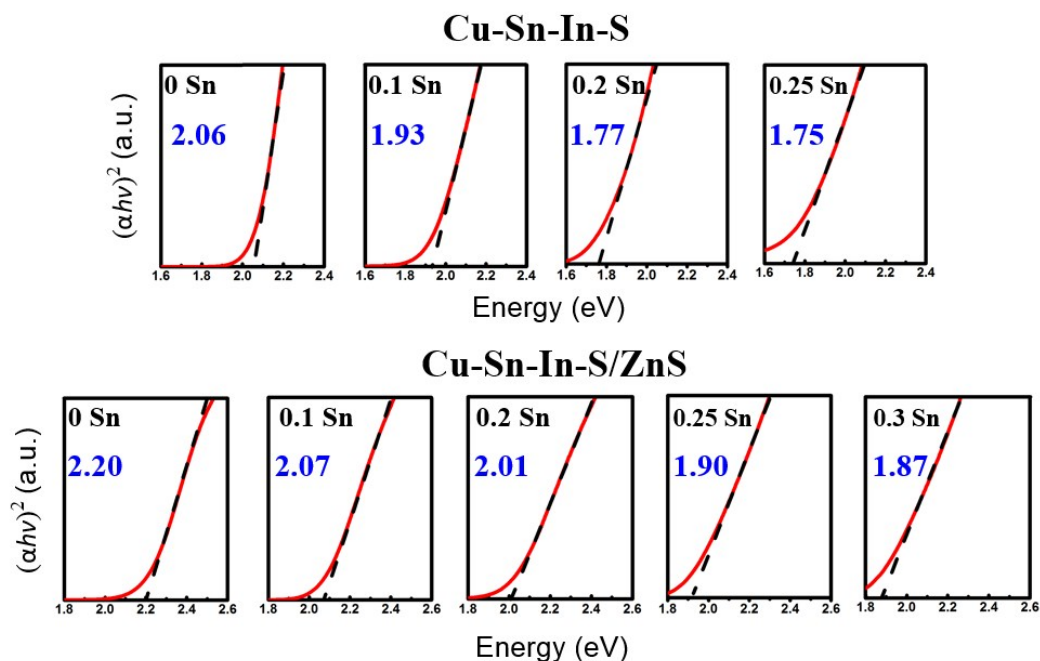 Cu-Sn-In-S
0 Sn
0.1 Sn
0.2 Sn
0.25 Sn
2.06
1.93
1.77
1.75
(αhν)² (a.u.)
1.6 1.8 2.0 2.2 2.4
1.6 1.8 2.0 2.2 2.4
1.6 1.8 2.0 2.2 2.4
1.6 1.8 2.0 2.2 2.4
Energy (eV)
Cu-Sn-In-S/ZnS
0 Sn
0.1 Sn
0.2 Sn
0.25 Sn
0.3 Sn
2.20
2.07
2.01
1.90
1.87
(αhν)² (a.u.)
1.8 2.0 2.2 2.4 2.6
1.8 2.0 2.2 2.4 2.6
1.8 2.0 2.2 2.4 2.6
1.8 2.0 2.2 2.4 2.6
1.8 2.0 2.2 2.4 2.6
Energy (eV)